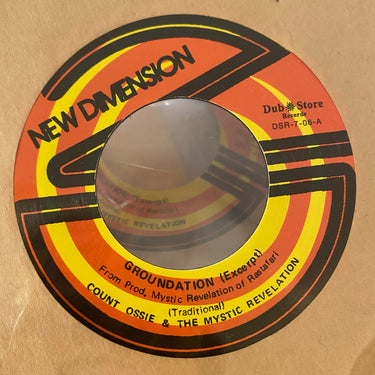 NEW DIMENSION
Dub Store
Records
DSR-7-06-A
GROUNDATION (Excerpt)
From Prod. Mystic Revelation of Rastafari
(Traditional)
COUNT OSSIE & THE MYSTIC REVELATION